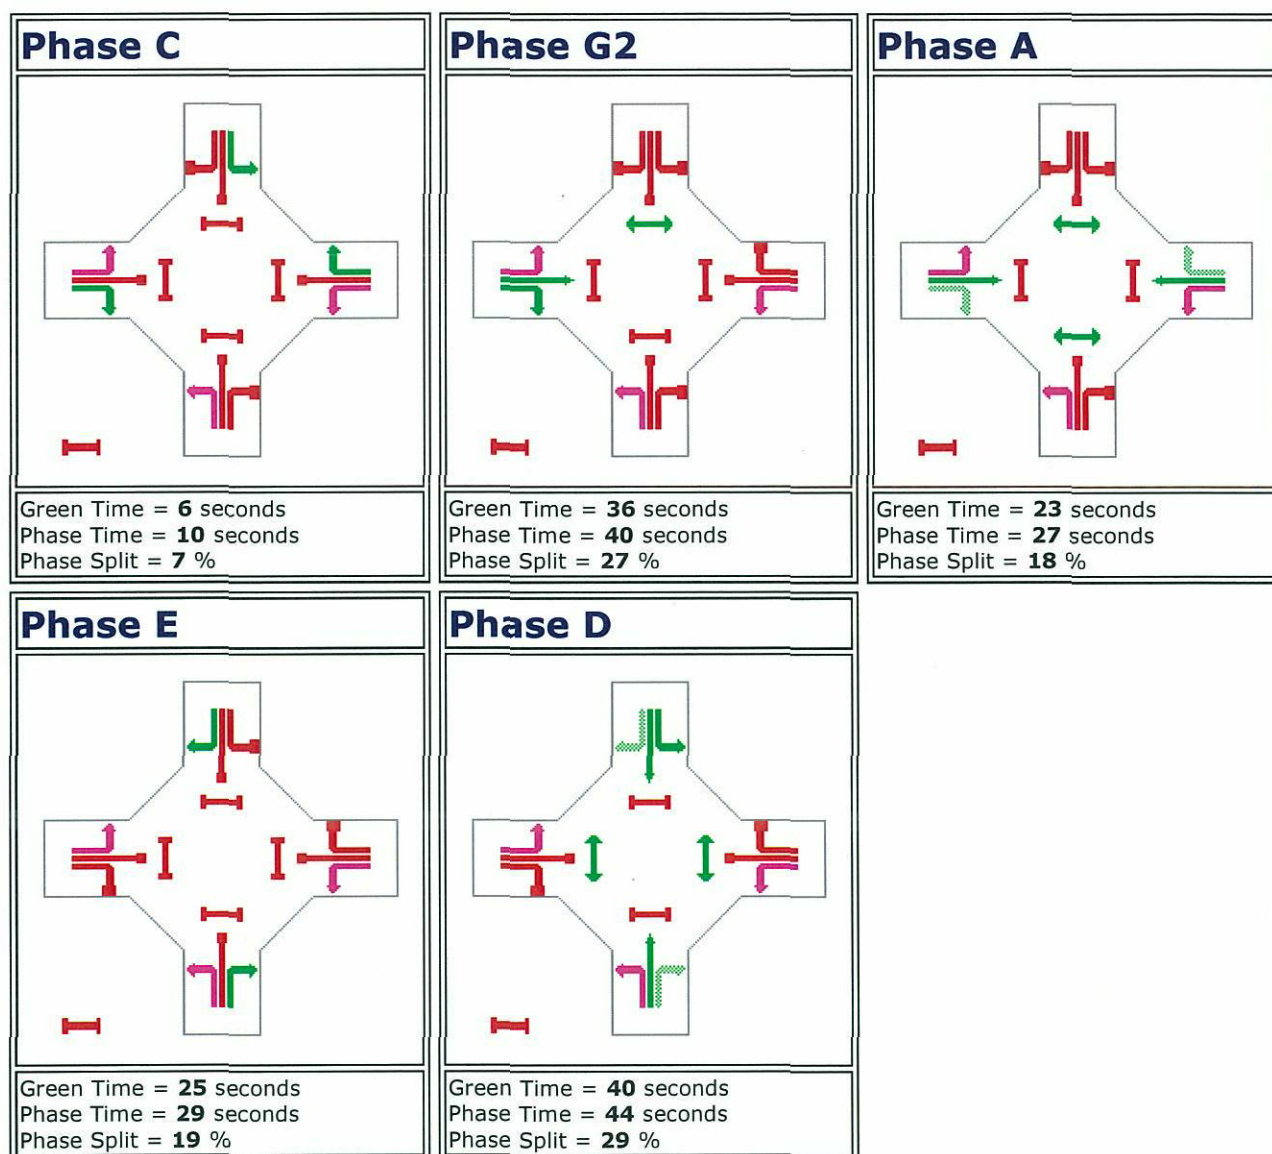 Phase C
Green Time = 6 seconds
Phase Time = 10 seconds
Phase Split = 7 %
Phase G2
Green Time = 36 seconds
Phase Time = 40 seconds
Phase Split = 27 %
Phase A
Green Time = 23 seconds
Phase Time = 27 seconds
Phase Split = 18 %
Phase E
Green Time = 25 seconds
Phase Time = 29 seconds
Phase Split = 19 %
Phase D
Green Time = 40 seconds
Phase Time = 44 seconds
Phase Split = 29 %